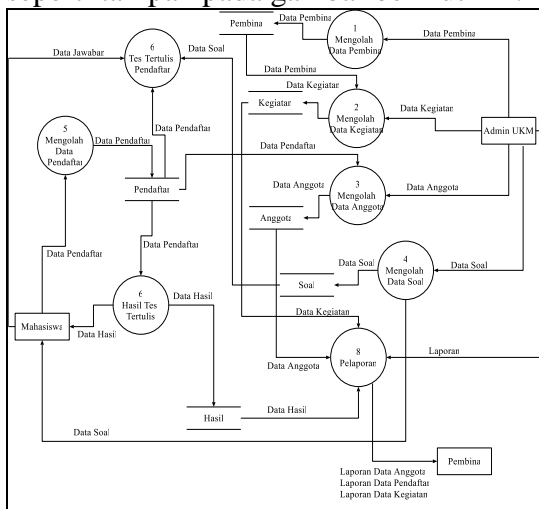 Pembina
1
Mengolah
Data Pembina
Data Pembina
Data Pembina
6
Tes Tertulis
Pendaftar
Data Jawabar
Data Soal
Data Pembina
Data Kegiatan
Kegiatan
2
Mengolah
Data Kegiatan
Data Kegiatan
Admin UKM
5
Mengolah
Data
Pendaftar
Data Pendaftar
Data Pendaftar
Data Pendaftar
Pendaftar
3
Mengolah
Data Anggota
Data Anggota
Data Anggota
Anggota
Data Pendaftar
Data Pendaftar
4
Mengolah
Data Soal
Data Soal
Data Soal
Soal
6
Hasil Tes
Tertulis
Data Hasil
Mahasiswa
Data Hasil
Data Kegiatan
8
Pelaporan
Laporan
Data Anggota
Hasil
Data Hasil
Data Soal
Pembina
Laporan Data Anggota
Laporan Data Pendaftar
Laporan Data Kegiatan